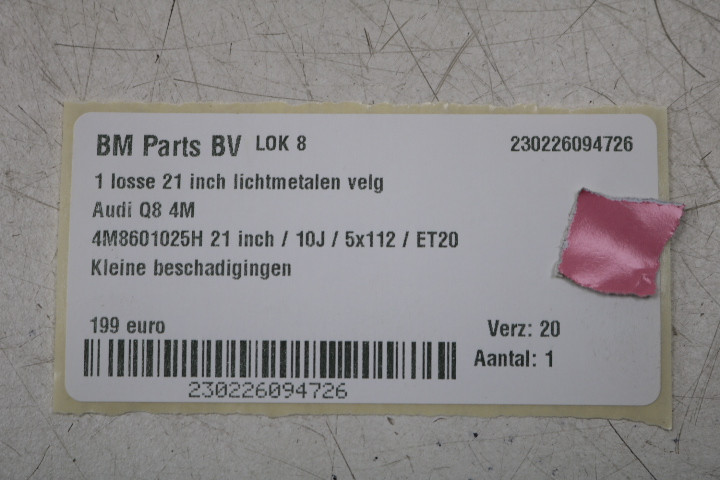 BM Parts BV LOK 8 230226094726
1 losse 21 inch lichtmetalen velg
Audi Q8 4M
4M8601025H 21 inch / 10J / 5x112 / ET20
Kleine beschadigingen
199 euro Verz: 20
Aantal: 1
230226094726